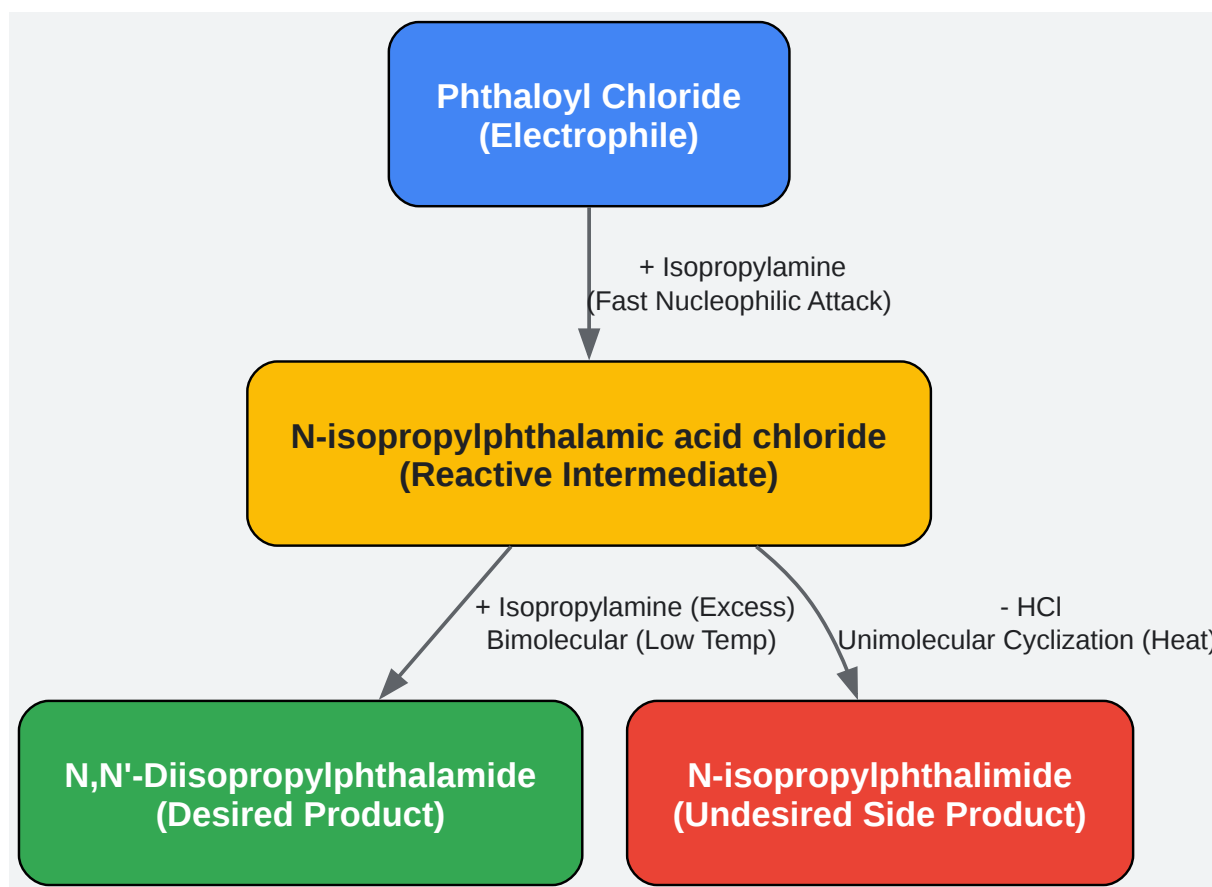 Phthaloyl Chloride
(Electrophile)
+ Isopropylamine
(Fast Nucleophilic Attack)
N-isopropylphthalamic acid chloride
(Reactive Intermediate)
+ Isopropylamine (Excess)
Bimolecular (Low Temp)
- HCl
Unimolecular Cyclization (Heat)
N,N'-Diisopropylphthalamide
(Desired Product)
N-isopropylphthalimide
(Undesired Side Product)